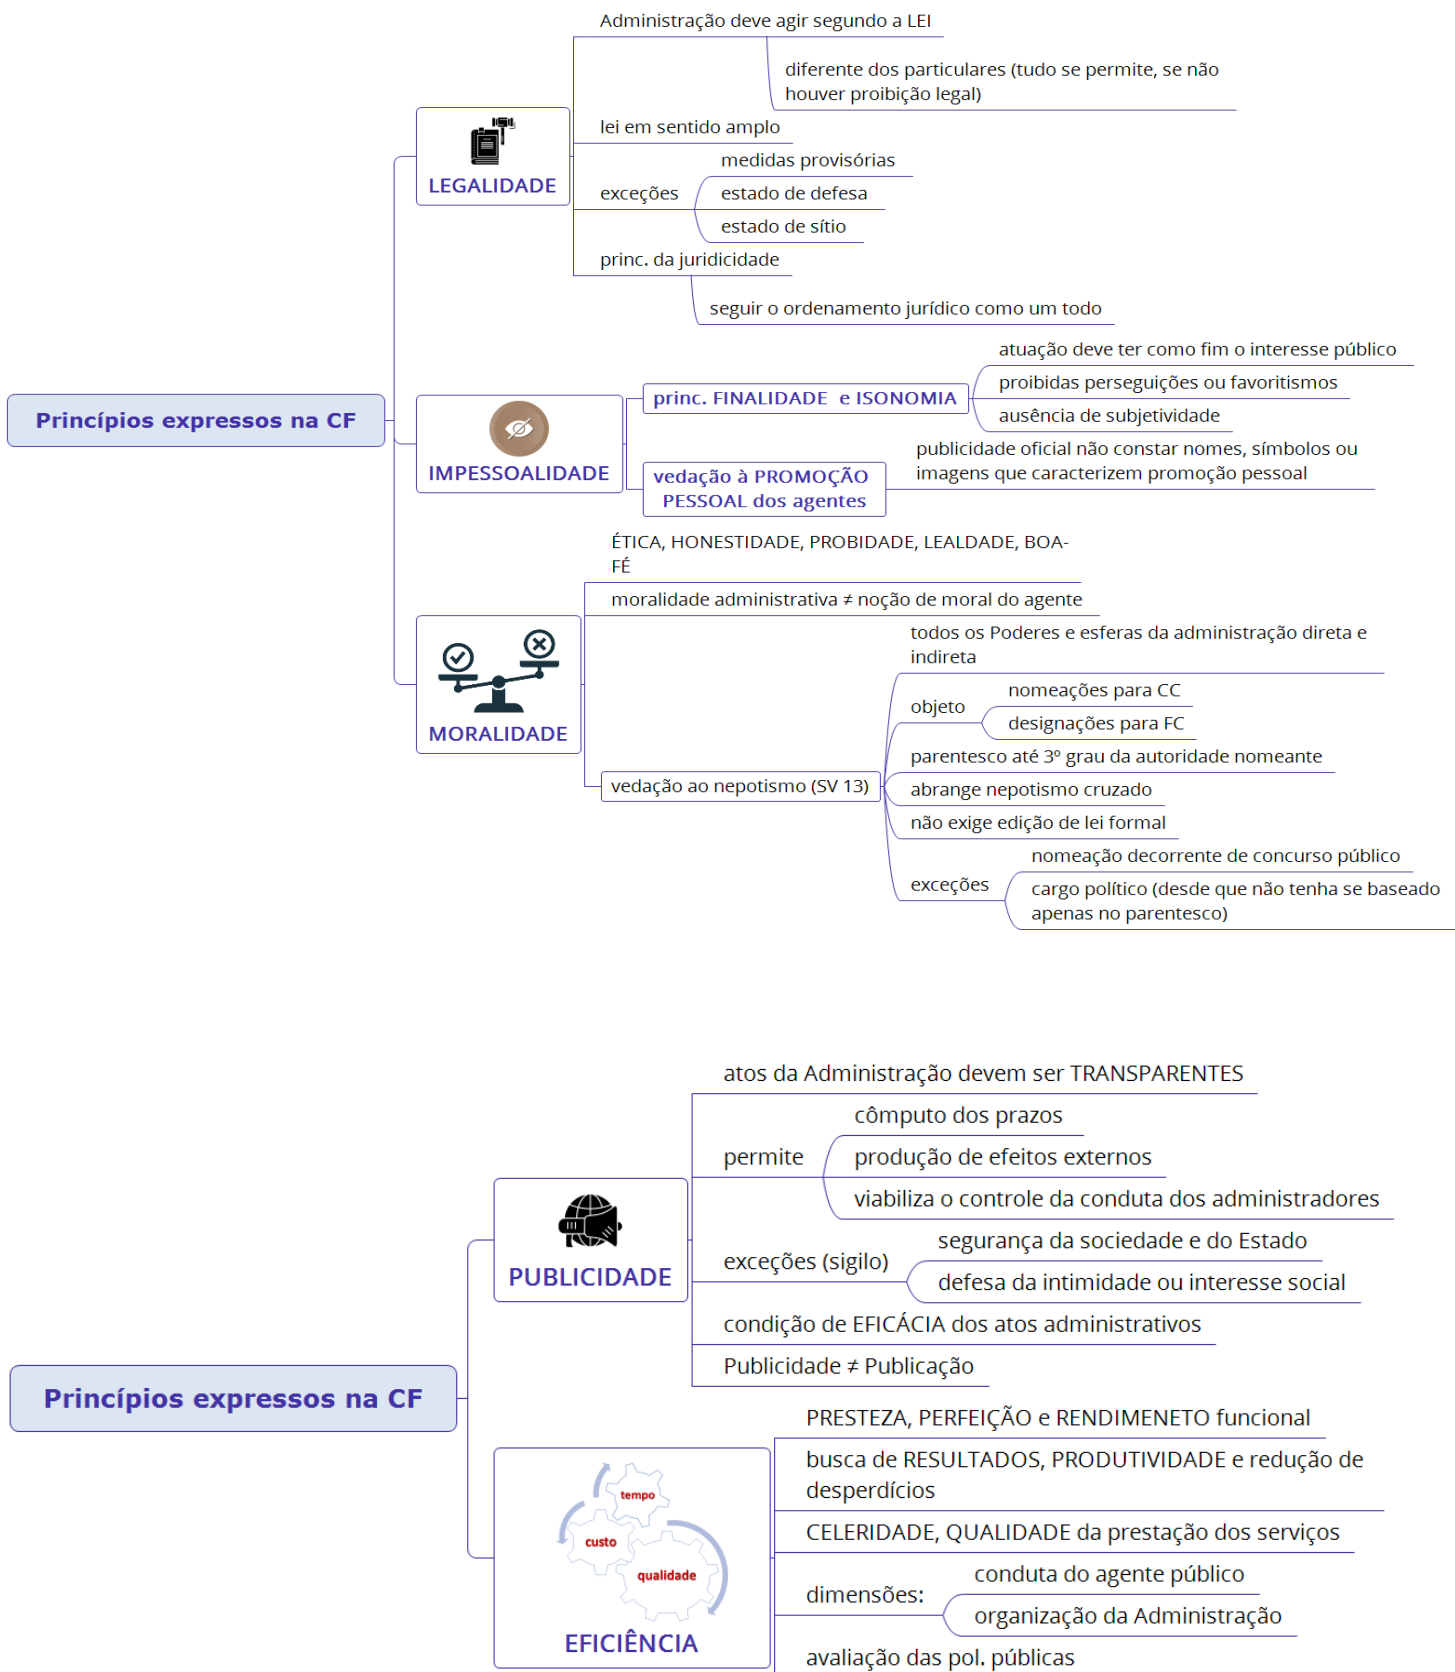 Princípios expressos na CF
LEGALIDADE
Administração deve agir segundo a LEI
diferente dos particulares (tudo se permite, se não
houver proibição legal)
lei em sentido amplo
exceções
medidas provisórias
estado de defesa
estado de sítio
princ. da juridicidade
seguir o ordenamento jurídico como um todo
IMPESSOALIDADE
princ. FINALIDADE e ISONOMIA
atuação deve ter como fim o interesse público
proibidas perseguições ou favoritismos
ausência de subjetividade
vedação à PROMOÇÃO
PESSOAL dos agentes
publicidade oficial não constar nomes, símbolos ou
imagens que caracterizem promoção pessoal
MORALIDADE
ÉTICA, HONESTIDADE, PROBIDADE, LEALDADE, BOA-
FÉ
moralidade administrativa ≠ noção de moral do agente
vedação ao nepotismo (SV 13)
todos os Poderes e esferas da administração direta e
indireta
objeto
nomeações para CC
designações para FC
parentesco até 3º grau da autoridade nomeante
abrange nepotismo cruzado
não exige edição de lei formal
exceções
nomeação decorrente de concurso público
cargo político (desde que não tenha se baseado
apenas no parentesco)
Princípios expressos na CF
PUBLICIDADE
atos da Administração devem ser TRANSPARENTES
permite
cômputo dos prazos
produção de efeitos externos
viabiliza o controle da conduta dos administradores
exceções (sigilo)
segurança da sociedade e do Estado
defesa da intimidade ou interesse social
condição de EFICÁCIA dos atos administrativos
Publicidade ≠ Publicação
tempo
custo
qualidade
EFICIÊNCIA
PRESTEZA, PERFEIÇÃO e RENDIMENETO funcional
busca de RESULTADOS, PRODUTIVIDADE e redução de
desperdícios
CELERIDADE, QUALIDADE da prestação dos serviços
dimensões:
conduta do agente público
organização da Administração
avaliação das pol. públicas